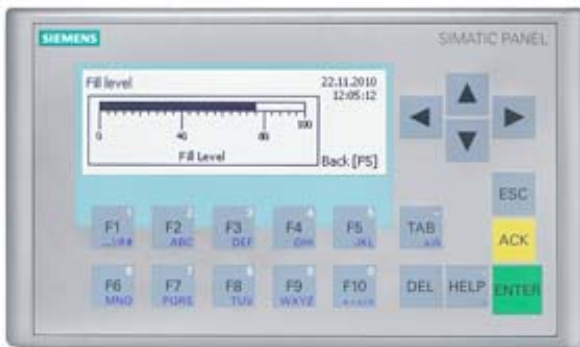 SIEMENS
SIMATIC PANEL
Fill level
22.11.2010
12:05:12
0 40 80 100
Fill Level
Back [F5]
ESC
F1 F2 F3 F4 F5 TAB
ABC DEF GHI JKL
ACK
F6 F7 F8 F9 F10 DEL HELP ENTER
MNO PQRS TUV WXYZ